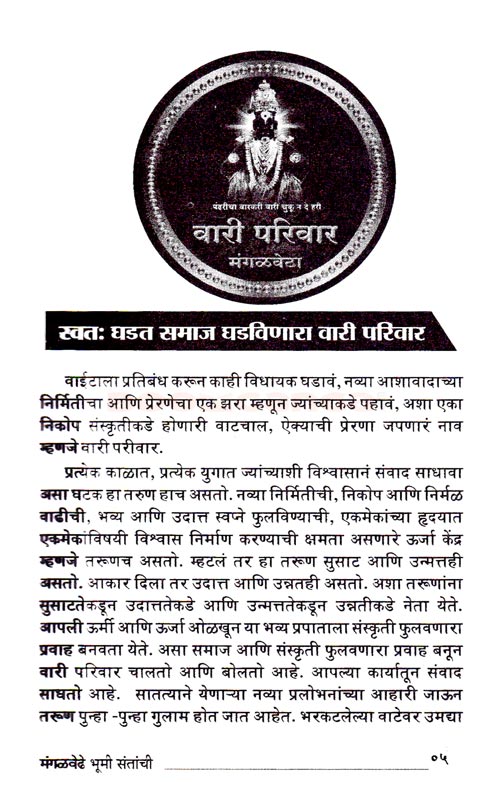 पंढरीचा वारकरी वारी चुकु न दे हरी
वारी परिवार
मंगळवेढा
स्वत: घडत समाज घडविणारा वारी परिवार
वाईटाला प्रतिबंध करून काही विधायक घडावं, नव्या आशावादाच्या
निर्मितीचा आणि प्रेरणेचा एक झरा म्हणून ज्यांच्याकडे पहावं, अशा एका
निकोप संस्कृतीकडे होणारी वाटचाल, ऐक्याची प्रेरणा जपणारं नाव
म्हणजे वारी परीवार.
प्रत्येक काळात, प्रत्येक युगात ज्यांच्याशी विश्वासानं संवाद साधावा
असा घटक हा तरुण हाच असतो. नव्या निर्मितीची, निकोप आणि निर्मळ
वाढीची, भव्य आणि उदात्त स्वप्ने फुलविण्याची, एकमेकांच्या हृदयात
एकमेकांविषयी विश्वास निर्माण करण्याची क्षमता असणारे ऊर्जा केंद्र
म्हणजे तरूणच असतो. म्हटलं तर हा तरूण सुसाट आणि उन्मत्तही
असतो. आकार दिला तर उदात्त आणि उन्नतही असतो. अशा तरूणांना
सुसाटतेकडून उदात्ततेकडे आणि उन्मत्ततेकडून उन्नतीकडे नेता येते.
आपली ऊर्मी आणि ऊर्जा ओळखून या भव्य प्रपाताला संस्कृती फुलवणारा
प्रवाह बनवता येते. असा समाज आणि संस्कृती फुलवणारा प्रवाह बनून
वारी परिवार चालतो आणि बोलतो आहे. आपल्या कार्यातून संवाद
साधतो आहे. सातत्याने येणाऱ्या नव्या प्रलोभनांच्या आहारी जाऊन
तरूण पुन्हा -पुन्हा गुलाम होत जात आहेत. भरकटलेल्या वाटेवर उमद्या
मंगळवेढे भूमी संतांची ०५